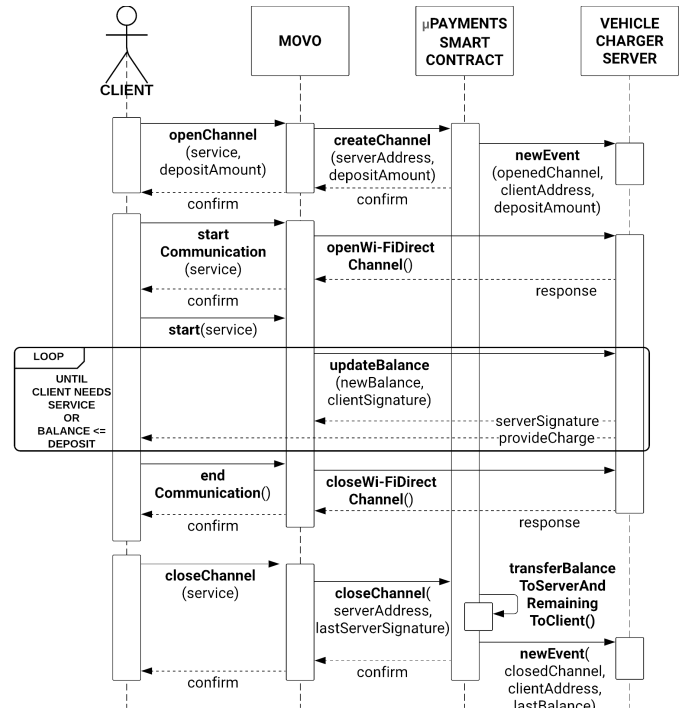 CLIENT
MOVO
μPAYMENTS
SMART
CONTRACT
VEHICLE
CHARGER
SERVER
openChannel
(service,
depositAmount)
createChannel
(serverAddress,
depositAmount)
newEvent
(openedChannel,
clientAddress,
depositAmount)
confirm
confirm
start
Communication
(service)
openWi-FiDirect
Channel()
response
confirm
start(service)
LOOP
UNTIL
CLIENT NEEDS
SERVICE
OR
BALANCE <=
DEPOSIT
updateBalance
(newBalance,
clientSignature)
serverSignature
provideCharge
end
Communication()
closeWi-FiDirect
Channel()
confirm
response
closeChannel
(service)
closeChannel(
serverAddress,
lastServerSignature)
transferBalance
ToServerAnd
Remaining
ToClient()
newEvent(
closedChannel,
clientAddress,
lastBalance)
confirm
confirm